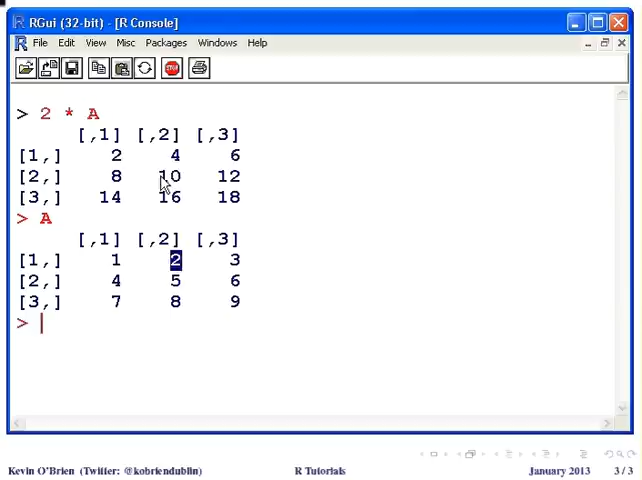 RGui (32-bit) - [R Console]
File Edit View Misc Packages Windows Help
STOP
> 2 * A
[,1] [,2] [,3]
[1,] 2 4 6
[2,] 8 10 12
[3,] 14 16 18
> A
[,1] [,2] [,3]
[1,] 1 2 3
[2,] 4 5 6
[3,] 7 8 9
>
Kevin O'Brien (Twitter: @kobriendublin) R Tutorials January 2013 3 / 3